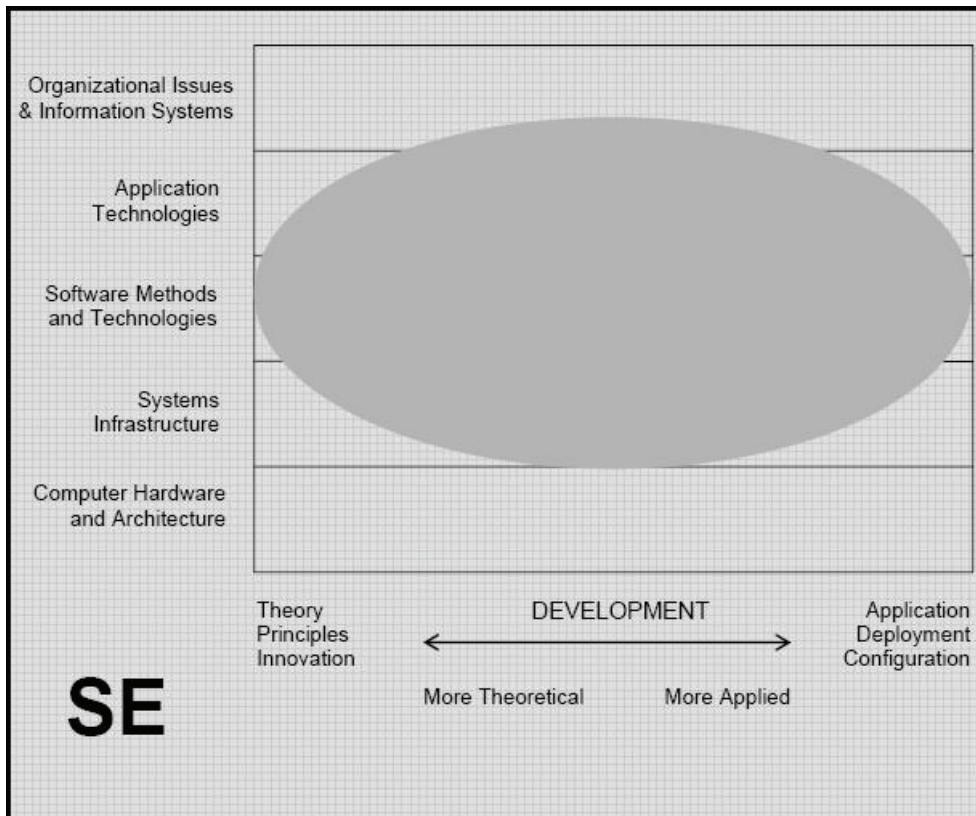 Organizational Issues
& Information Systems
Application
Technologies
Software Methods
and Technologies
Systems
Infrastructure
Computer Hardware
and Architecture
Theory
Principles
Innovation
DEVELOPMENT
Application
Deployment
Configuration
More Theoretical
More Applied
SE